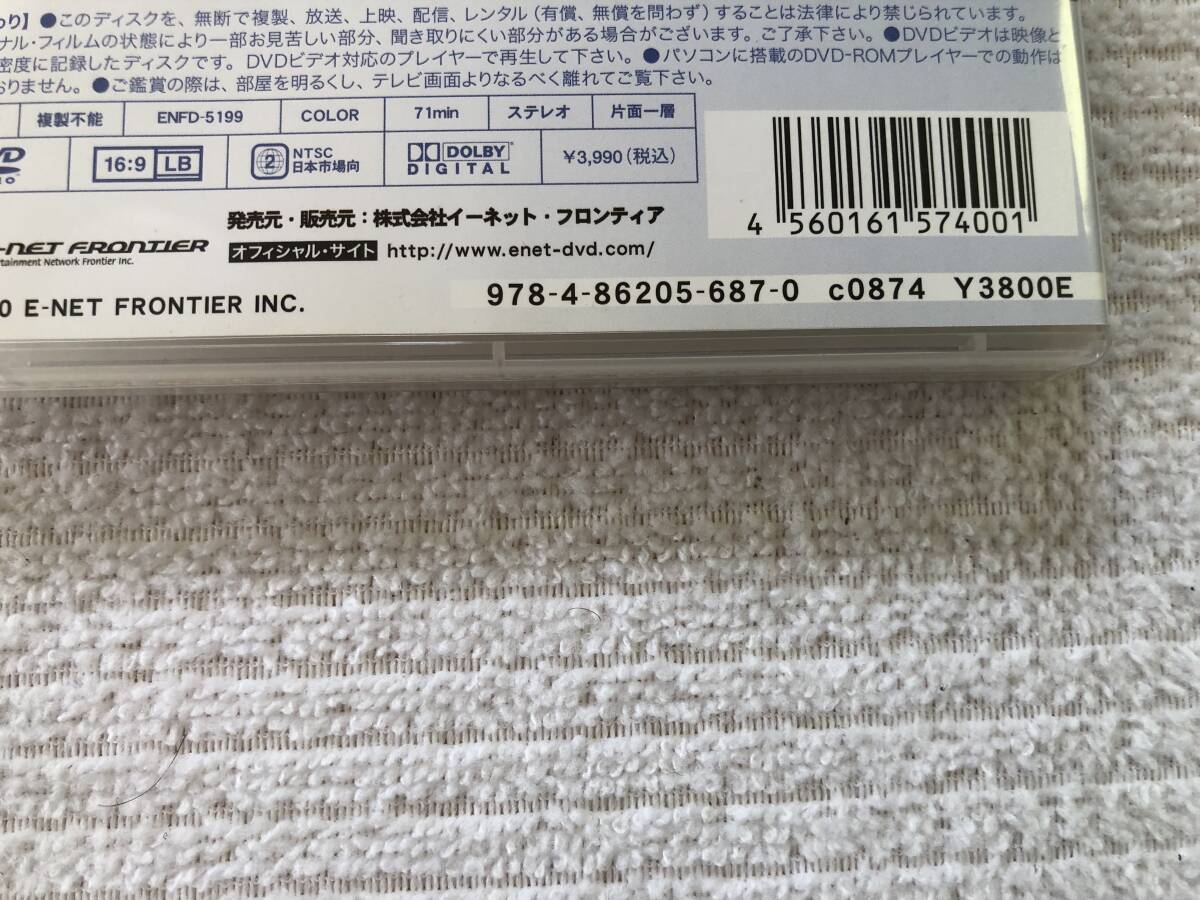 り】●このディスクを、無断で複製、放送、上映、配信、レンタル（有償、無償を問わず）することは法律により禁じられています。
ナル・フィルムの状態により一部お見苦しい部分、聞き取りにくい部分がある場合がございます。ご了承下さい。●DVDビデオは映像と
密度に記録したディスクです。DVDビデオ対応のプレイヤーで再生して下さい。●パソコンに搭載のDVD-ROMプレイヤーでの動作は
おりません。●ご鑑賞の際は、部屋を明るくし、テレビ画面よりなるべく離れてご覧下さい。
複製不能 ENFD-5199 COLOR 71min ステレオ 片面一層
16:9 LB 2 NTSC 日本市場向 DOLBY DIGITAL ¥3,990（税込）
4 560161 574001
発売元・販売元：株式会社イーネット・フロンティア
-NET FRONTIER オフィシャル・サイト http://www.enet-dvd.com/
tainment Network Frontier Inc.
978-4-86205-687-0 c0874 Y3800E
0 E-NET FRONTIER INC.